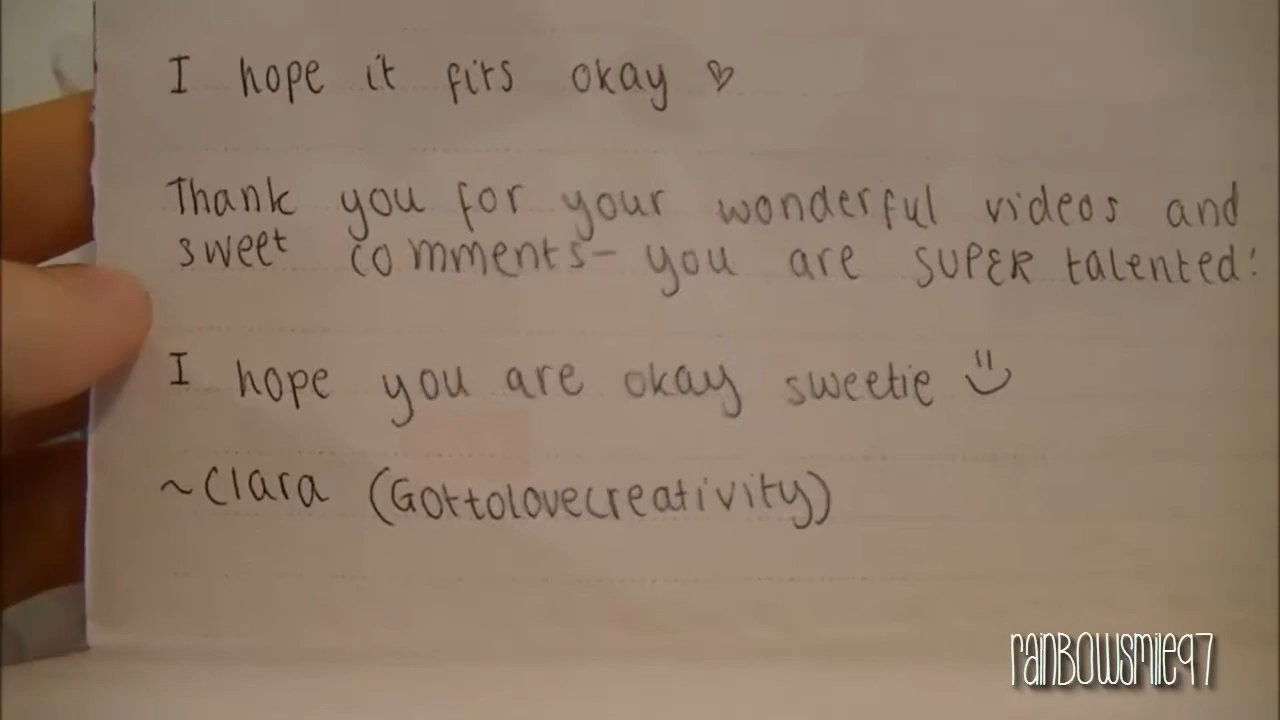 I hope it fits okay ♡
Thank you for your wonderful videos and
sweet comments- you are SUPER talented!
I hope you are okay sweetie
~Clara (Gottolovecreativity)
rainbowsmile97